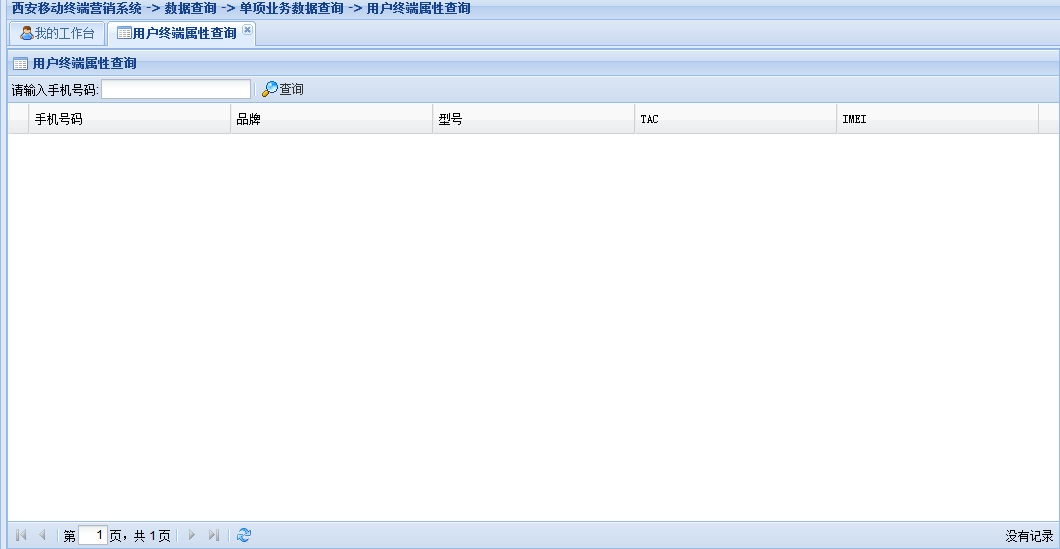 西安移动终端营销系统 -> 数据查询 -> 单项业务数据查询 -> 用户终端属性查询
我的工作台 用户终端属性查询
用户终端属性查询
请输入手机号码: 查询
手机号码 品牌 型号 TAC IMEI
第 1 页，共 1 页 没有记录